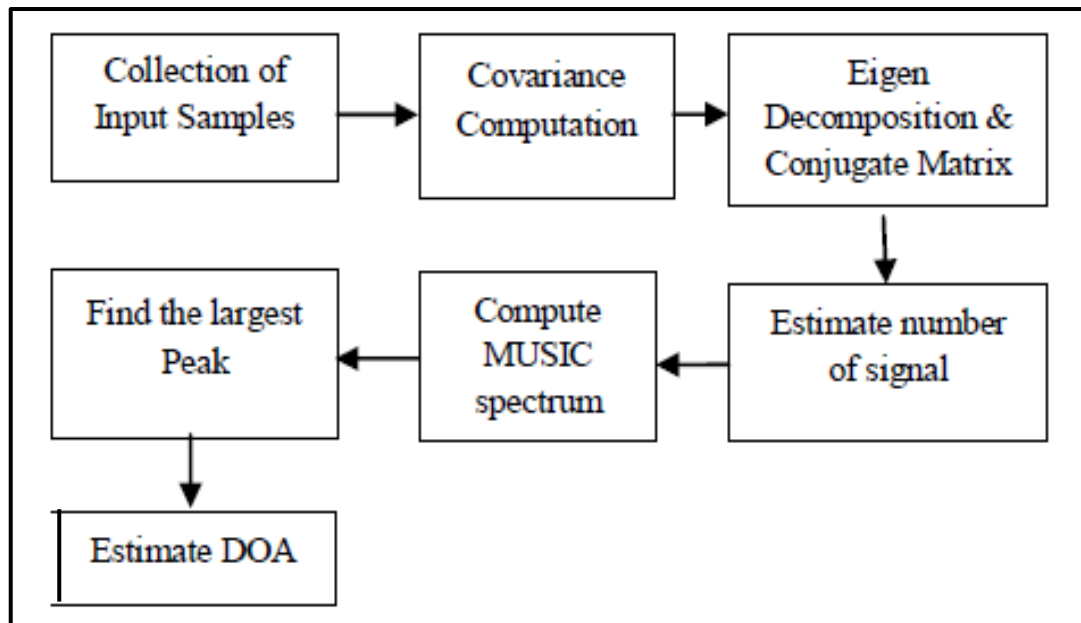 Collection of
Input Samples
Covariance
Computation
Eigen
Decomposition &
Conjugate Matrix
Estimate number
of signal
Compute
MUSIC
spectrum
Find the largest
Peak
Estimate DOA